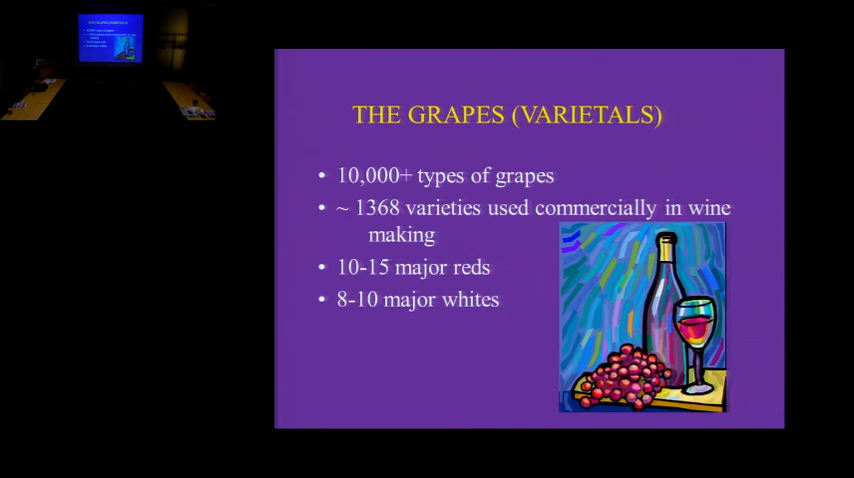 THE GRAPES (VARIETALS)
• 10,000+ types of grapes
• ~ 1368 varieties used commercially in wine
making
• 10-15 major reds
• 8-10 major whites